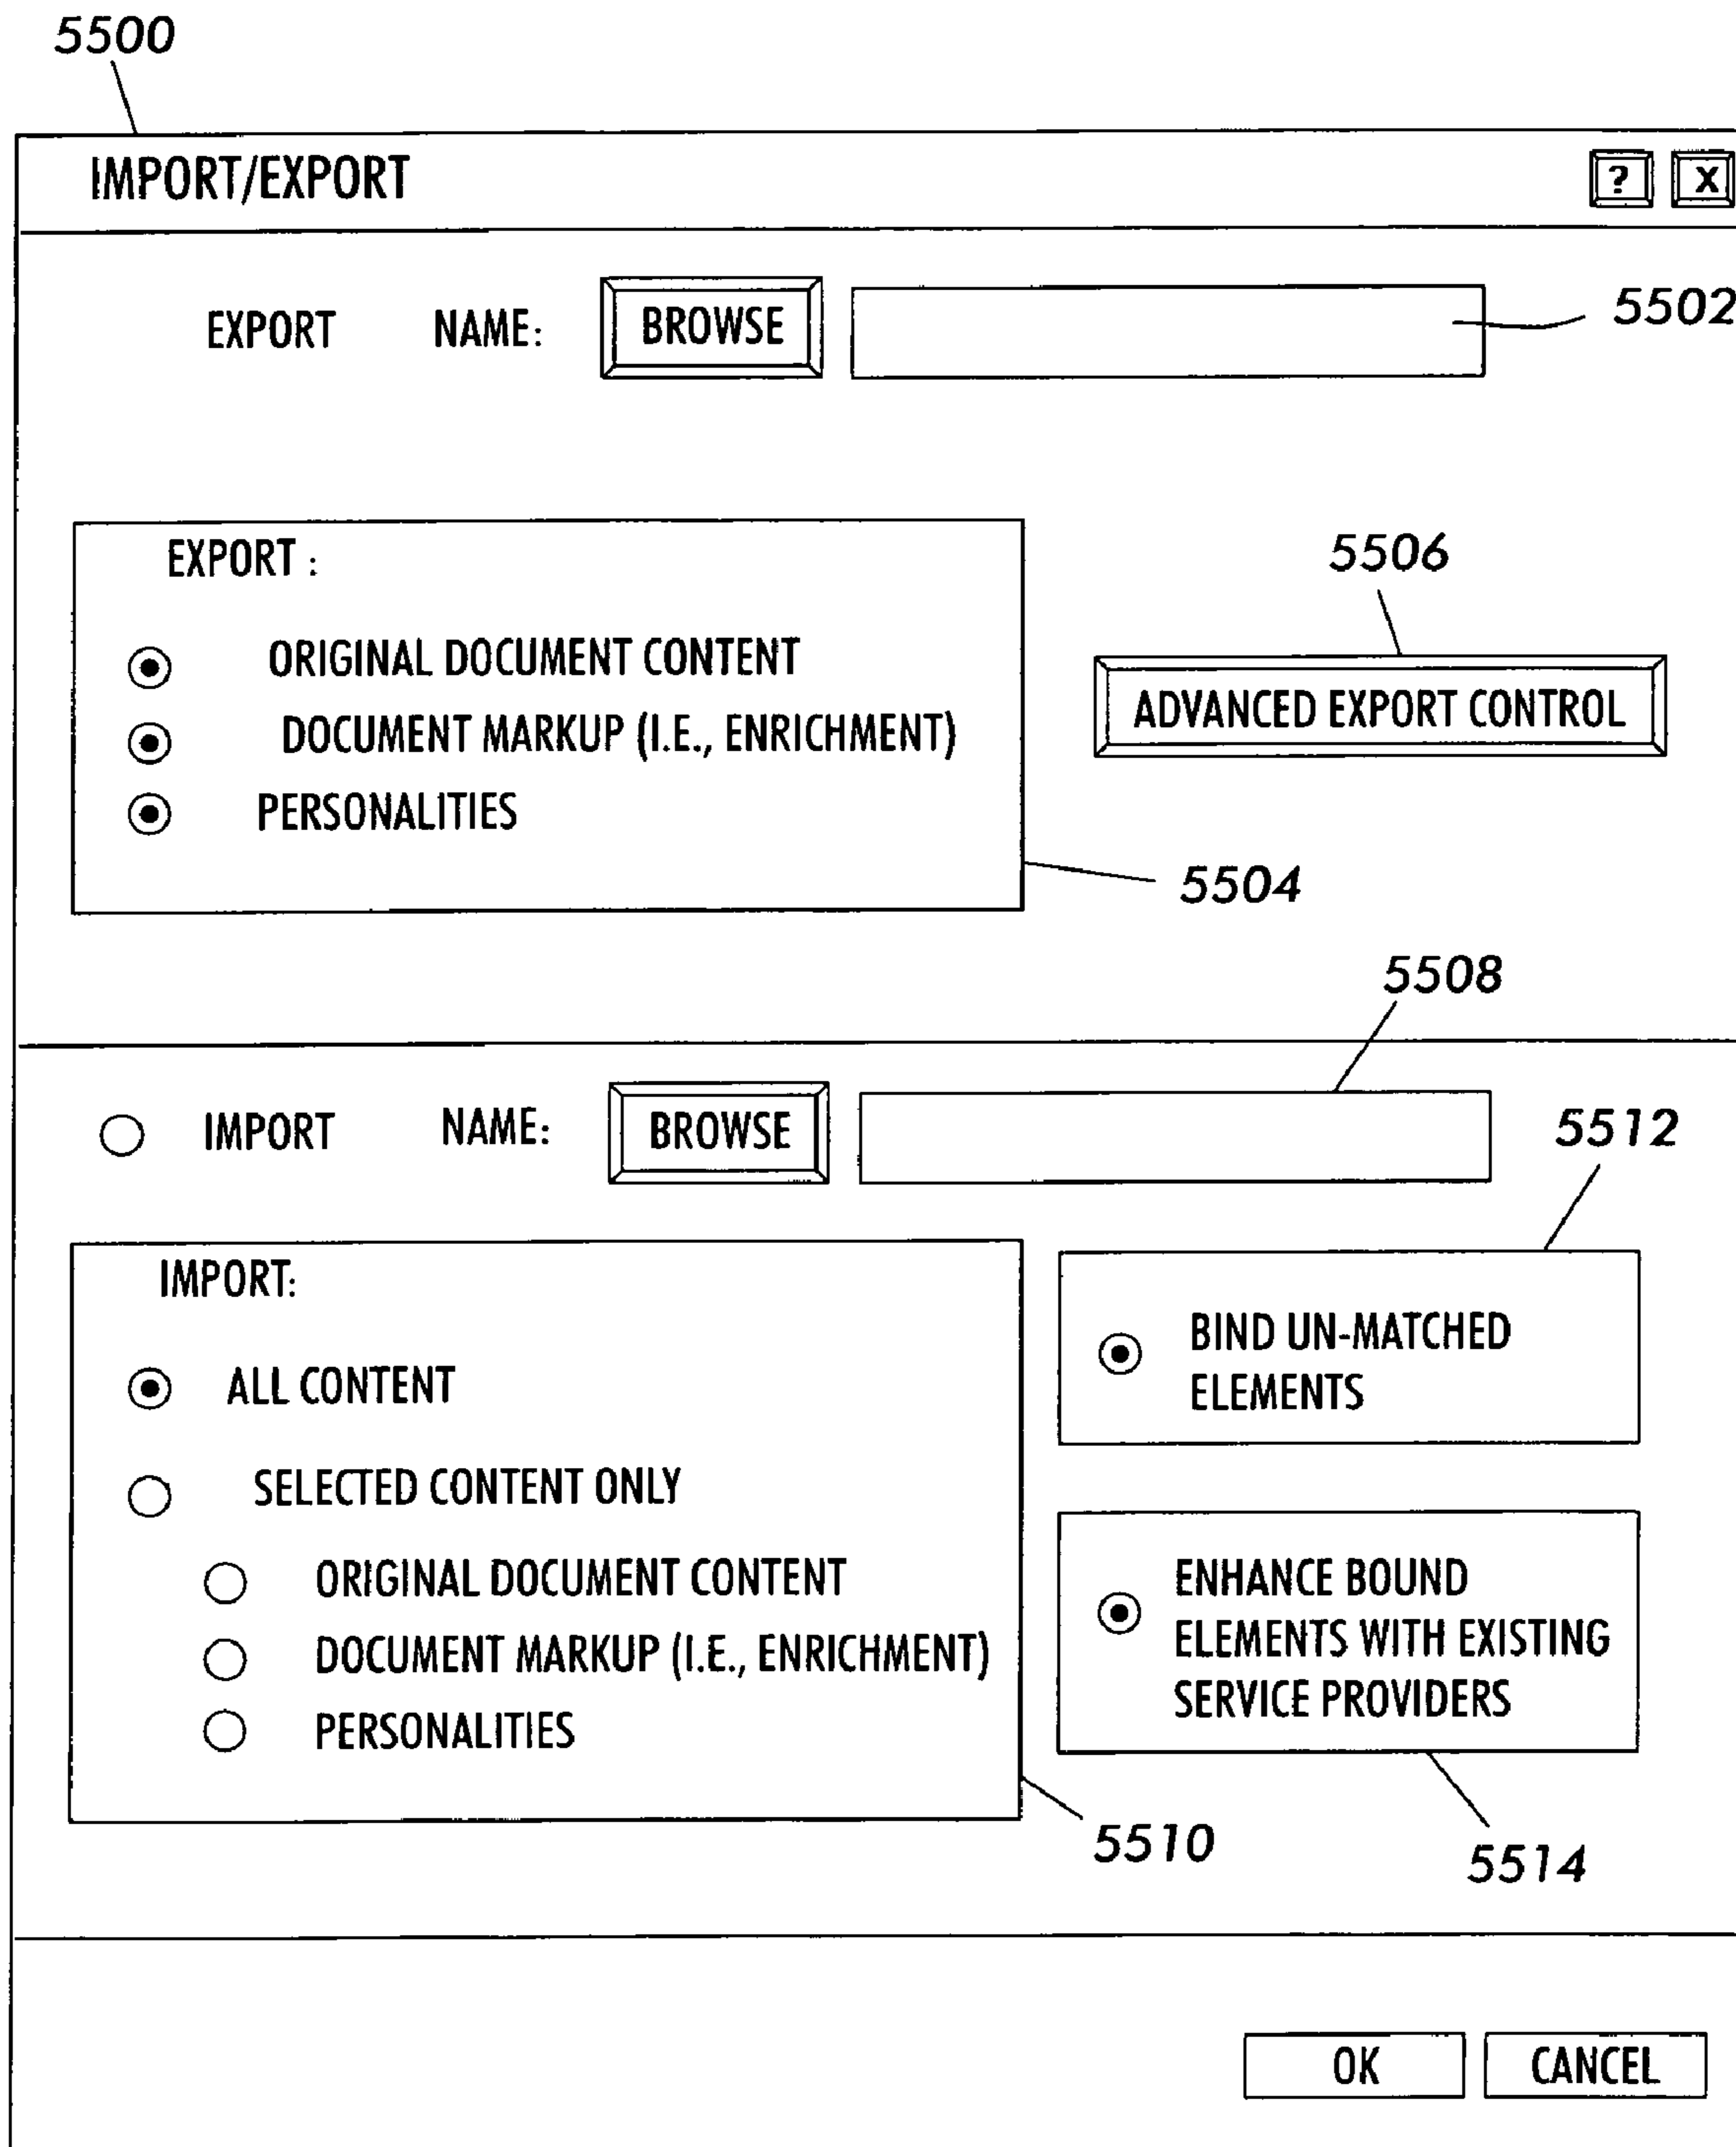 5500
IMPORT/EXPORT ? X
EXPORT NAME: BROWSE 5502
EXPORT :
5506
ORIGINAL DOCUMENT CONTENT
DOCUMENT MARKUP (I.E., ENRICHMENT)
ADVANCED EXPORT CONTROL
PERSONALITIES
5504
5508
IMPORT NAME: BROWSE
5512
IMPORT:
ALL CONTENT
SELECTED CONTENT ONLY
ORIGINAL DOCUMENT CONTENT
DOCUMENT MARKUP (I.E., ENRICHMENT)
PERSONALITIES
BIND UN-MATCHED
ELEMENTS
ENHANCE BOUND
ELEMENTS WITH EXISTING
SERVICE PROVIDERS
5510
5514
OK CANCEL